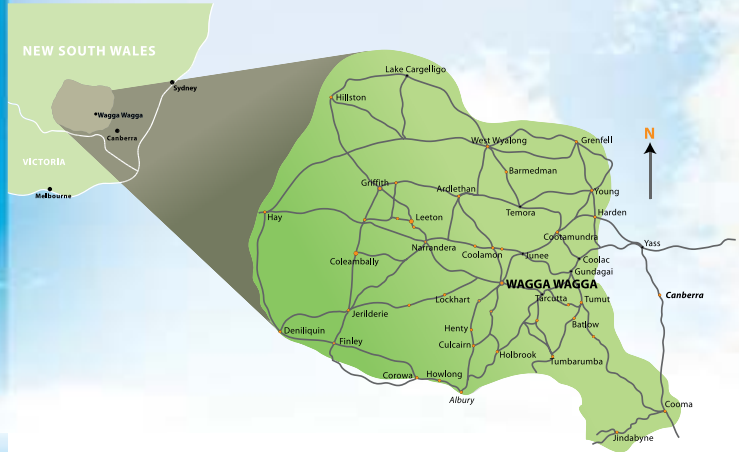 NEW SOUTH WALES
Sydney
Wagga Wagga
Canberra
VICTORIA
Melbourne
Lake Cargelligo
Hillston
West Wyalong
Grenfell
N
Barmedman
Griffith
Ardlethan
Young
Hay
Leeton
Temora
Harden
Cootamundra
Narrandera
Coolamon
Junee
Yass
Coleambally
Coolac
Gundagai
WAGGA WAGGA
Canberra
Lockhart
Tarcutta
Tumut
Jerilderie
Deniliquin
Henty
Batlow
Finley
Culcairn
Holbrook
Tumbarumba
Corowa
Howlong
Albury
Cooma
Jindabyne